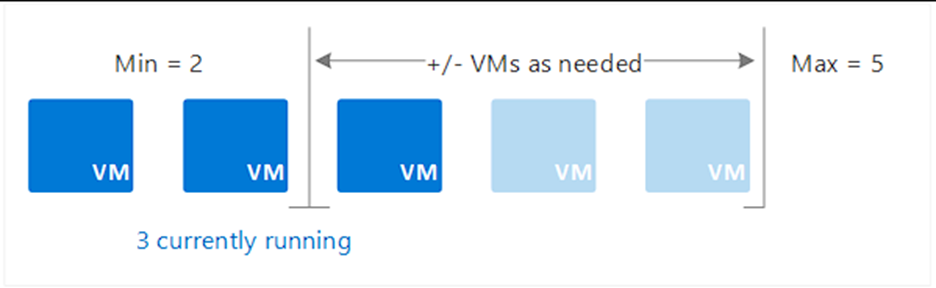 Min = 2
+/- VMs as needed
Max = 5
VM
VM
VM
VM
VM
3 currently running